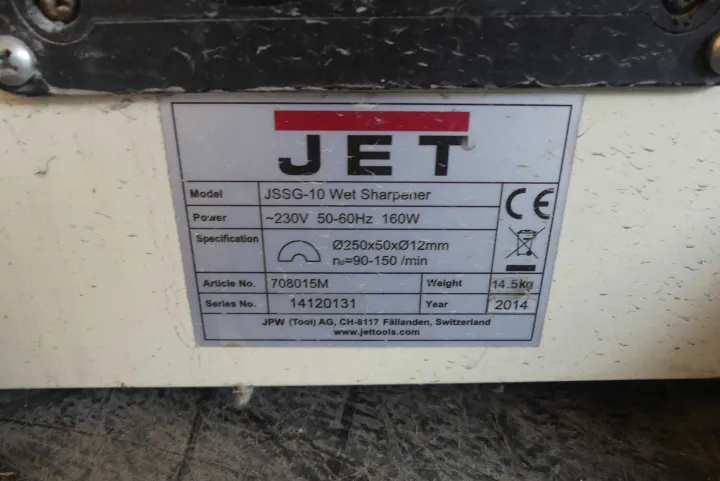 JET
Model JSSG-10 Wet Sharpener
Power ~230V 50-60Hz 160W
Specification Ø250x50xØ12mm
n₀=90-150 /min
CE
Article No. 708015M Weight 14.5kg
Series No. 14120131 Year 2014
JPW (Tool) AG, CH-8117 Fällanden, Switzerland
www.jettools.com